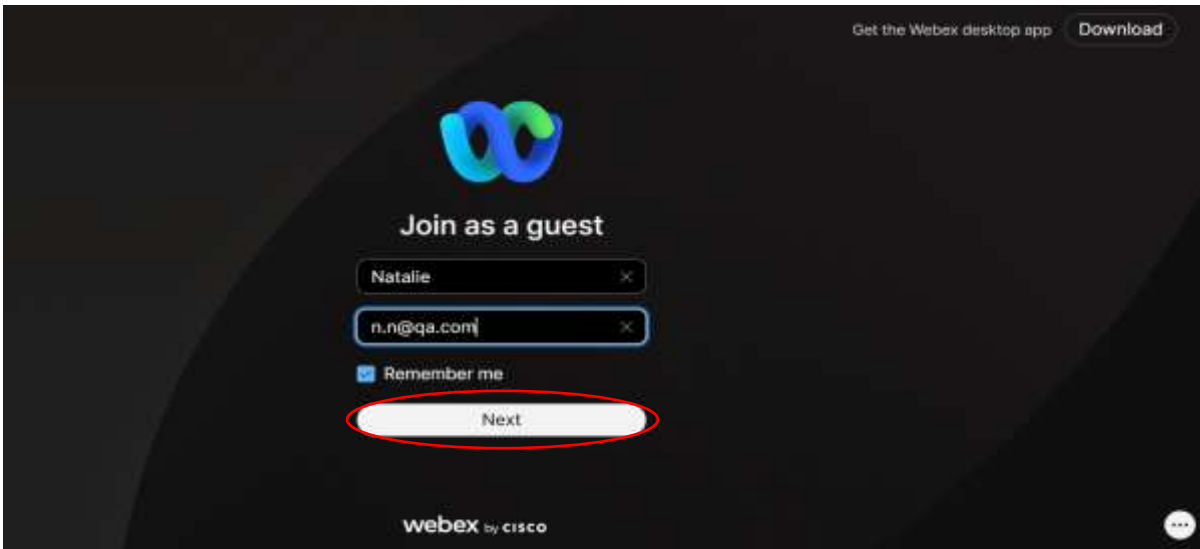 Get the Webex desktop app Download
Join as a guest
Natalie
n.n@qa.com
Remember me
Next
webex by cisco